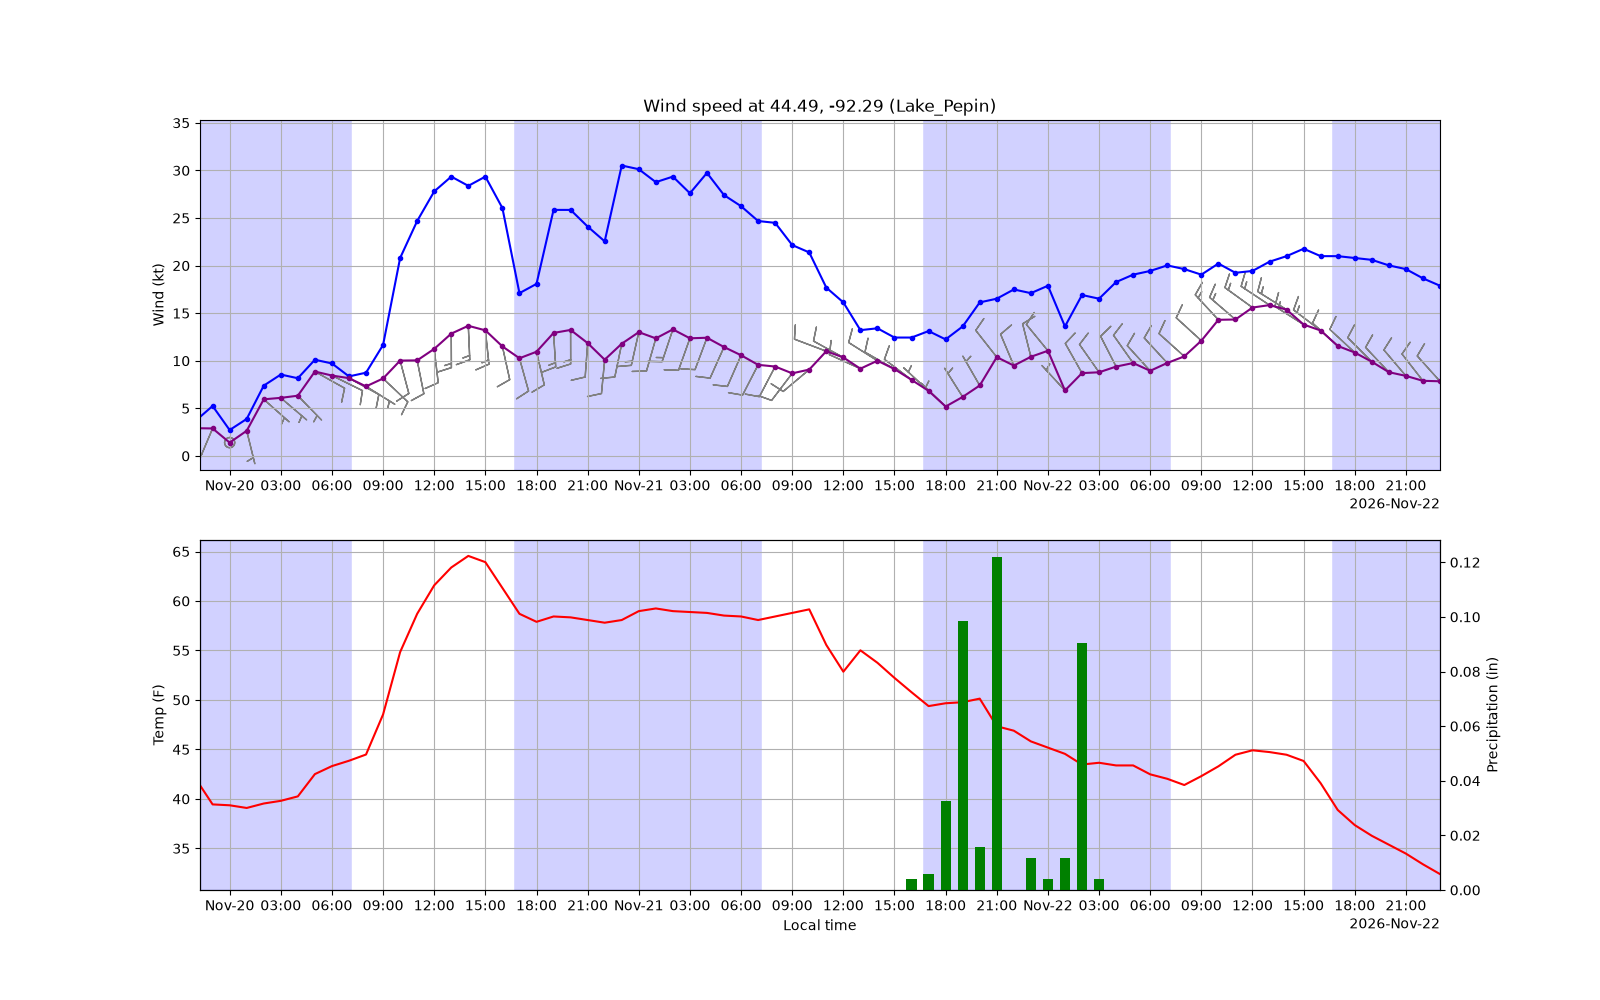 Wind speed at 44.49, -92.29 (Lake_Pepin)
35
30
25
20
15
10
5
0
Wind (kt)
Nov-20 03:00 06:00 09:00 12:00 15:00 18:00 21:00 Nov-21 03:00 06:00 09:00 12:00 15:00 18:00 21:00 Nov-22 03:00 06:00 09:00 12:00 15:00 18:00 21:00
2026-Nov-22
65
60
55
50
45
40
35
Temp (F)
0.12
0.10
0.08
0.06
0.04
0.02
0.00
Precipitation (in)
Nov-20 03:00 06:00 09:00 12:00 15:00 18:00 21:00 Nov-21 03:00 06:00 09:00 12:00 15:00 18:00 21:00 Nov-22 03:00 06:00 09:00 12:00 15:00 18:00 21:00
Local time
2026-Nov-22